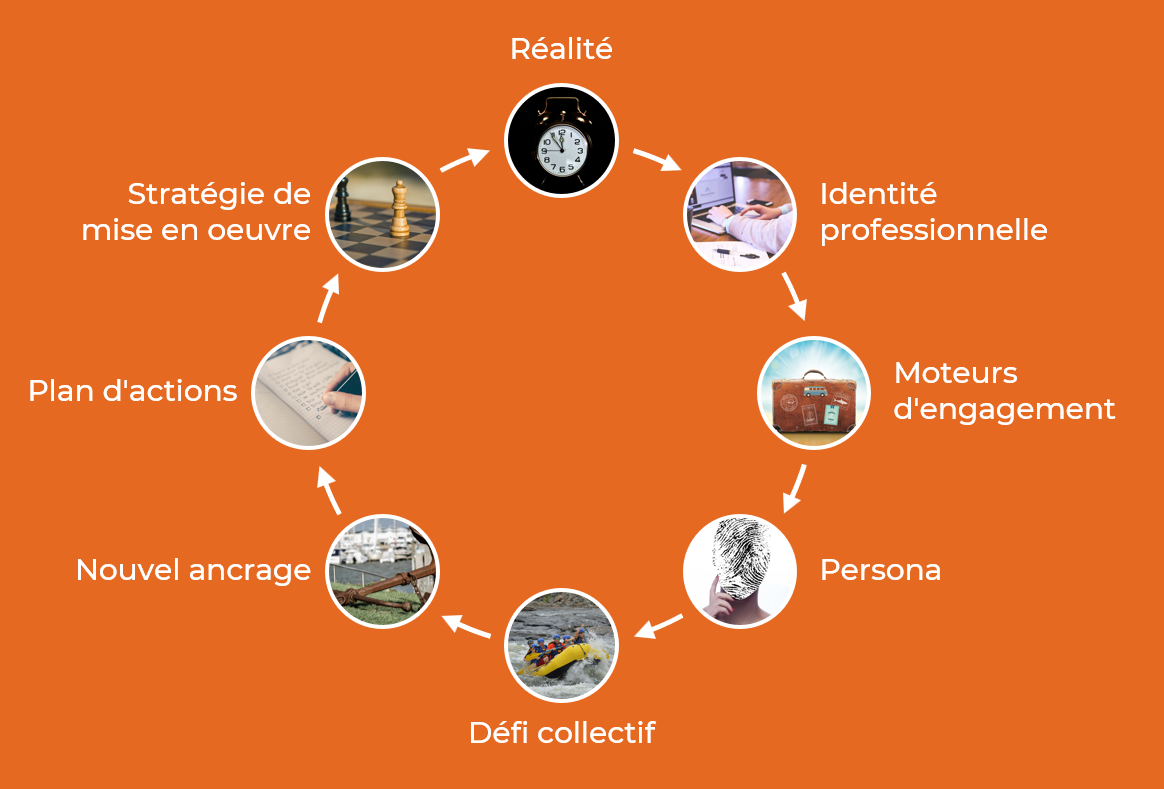 Réalité
Identité
professionnelle
Moteurs
d'engagement
Persona
Défi collectif
Nouvel ancrage
Plan d'actions
Stratégie de
mise en oeuvre